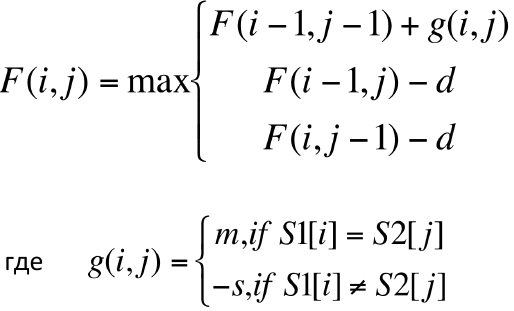 F(i−1,j−1)+g(i,j)
F(i,j)=max{ F(i−1,j)−d
F(i,j−1)−d
m,if S1[i]=S2[j]
где g(i,j)={
−s,if S1[i]≠S2[j]